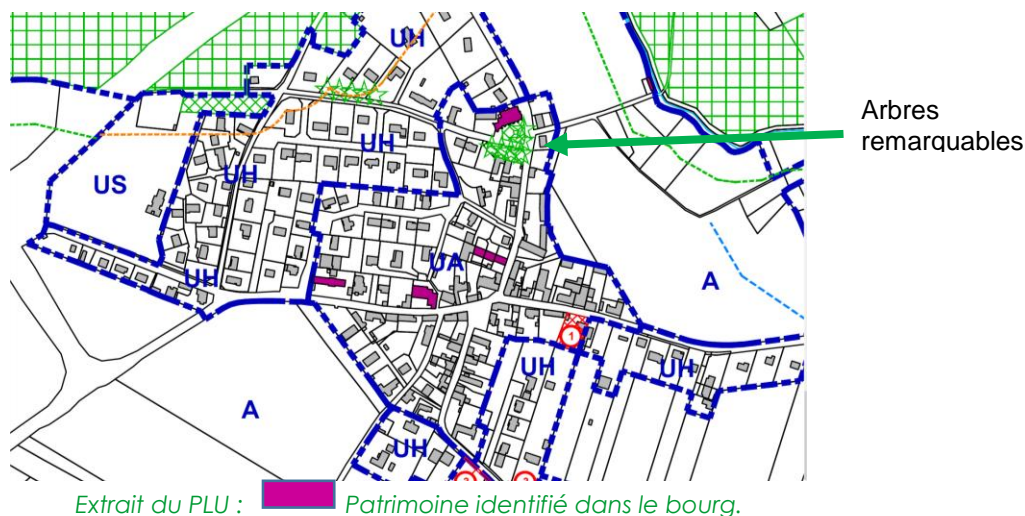 UH
Arbres
remarquables
UH
US
UH
UA
UH
A
1
UH
UH
A
UH
Extrait du PLU : Patrimoine identifié dans le bourg.